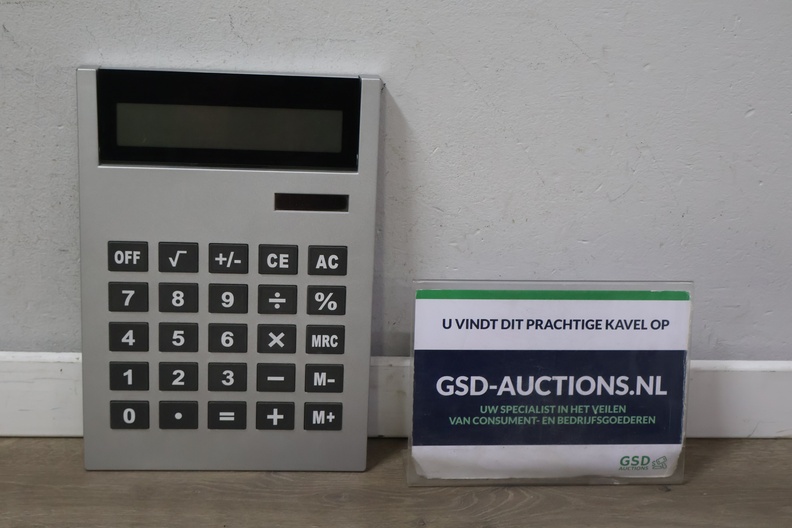 OFF √ +/- CE AC
7 8 9 ÷ %
4 5 6 × MRC
1 2 3 − M−
0 • = + M+
U VINDT DIT PRACHTIGE KAVEL OP
GSD-AUCTIONS.NL
UW SPECIALIST IN HET VEILEN
VAN CONSUMENT- EN BEDRIJFSGOEDEREN
GSD
AUCTIONS